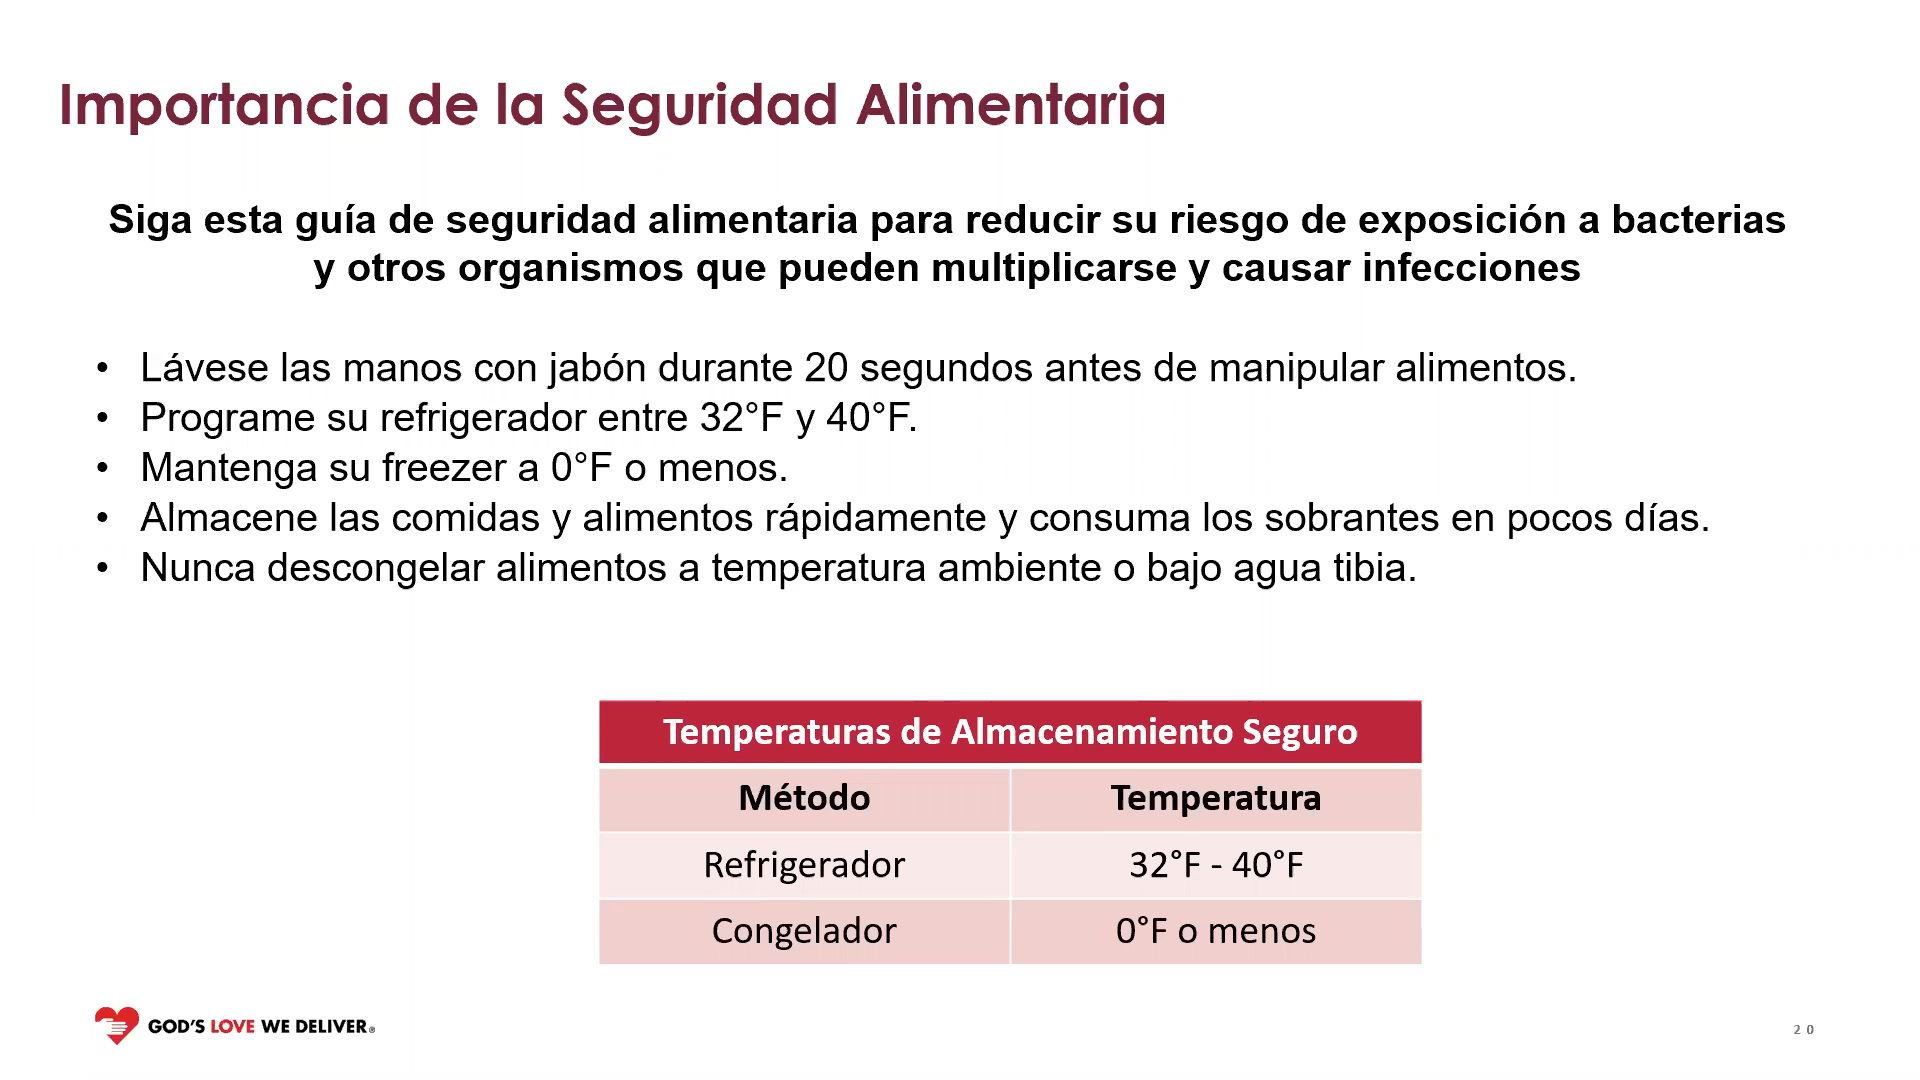 Importancia de la Seguridad Alimentaria
Siga esta guía de seguridad alimentaria para reducir su riesgo de exposición a bacterias
y otros organismos que pueden multiplicarse y causar infecciones
• Lávese las manos con jabón durante 20 segundos antes de manipular alimentos.
• Programe su refrigerador entre 32°F y 40°F.
• Mantenga su freezer a 0°F o menos.
• Almacene las comidas y alimentos rápidamente y consuma los sobrantes en pocos días.
• Nunca descongelar alimentos a temperatura ambiente o bajo agua tibia.
Temperaturas de Almacenamiento Seguro
Método Temperatura
Refrigerador 32°F - 40°F
Congelador 0°F o menos
GOD'S LOVE WE DELIVER®
20